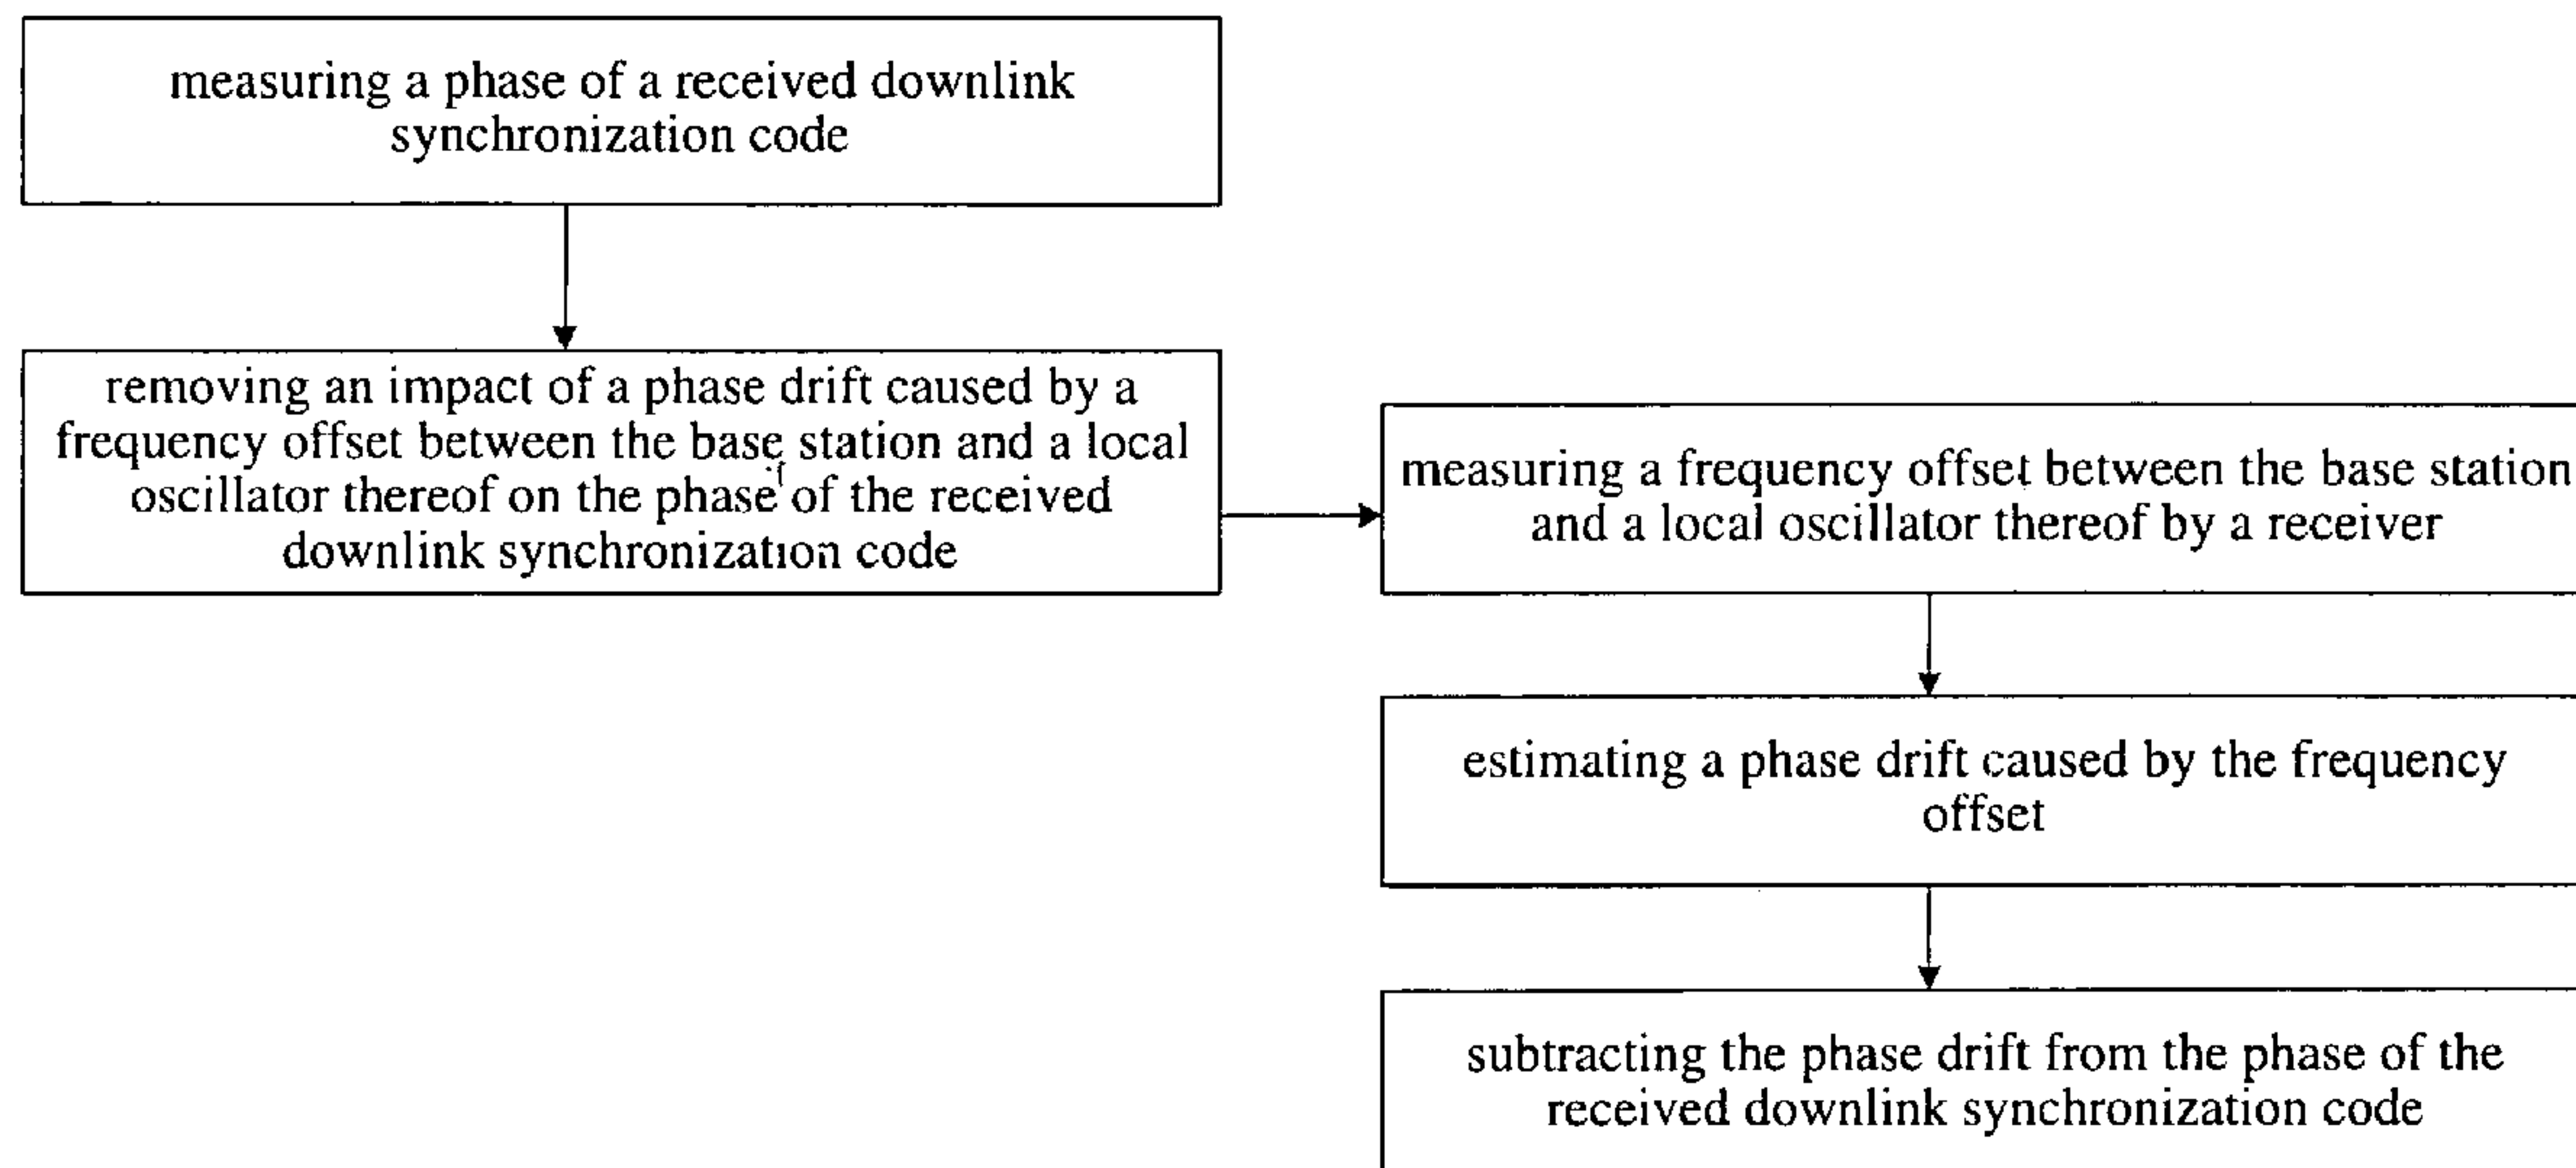 measuring a phase of a received downlink
synchronization code
removing an impact of a phase drift caused by a
frequency offset between the base station and a local
oscillator thereof on the phase of the received
downlink synchronization code
measuring a frequency offset between the base station
and a local oscillator thereof by a receiver
estimating a phase drift caused by the frequency
offset
subtracting the phase drift from the phase of the
received downlink synchronization code